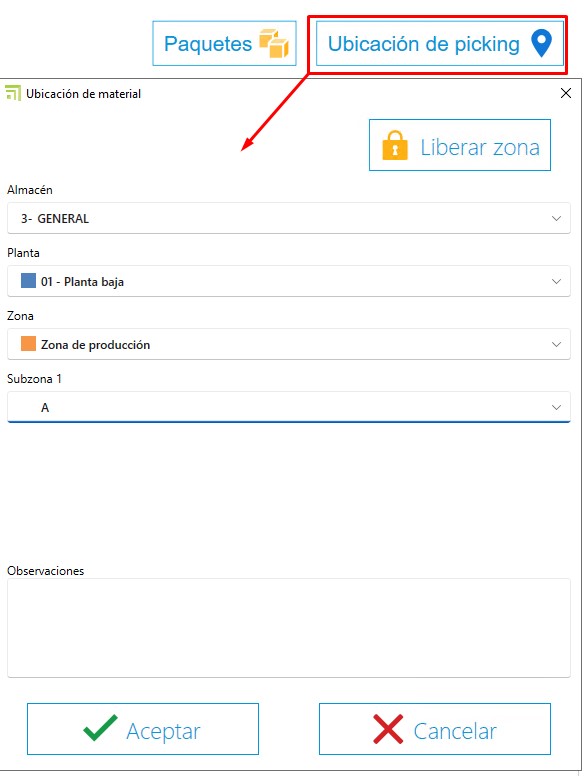 Paquetes
Ubicación de picking
Ubicación de material
Liberar zona
Almacén
3- GENERAL
Planta
01 - Planta baja
Zona
Zona de producción
Subzona 1
A
Observaciones
Aceptar
Cancelar